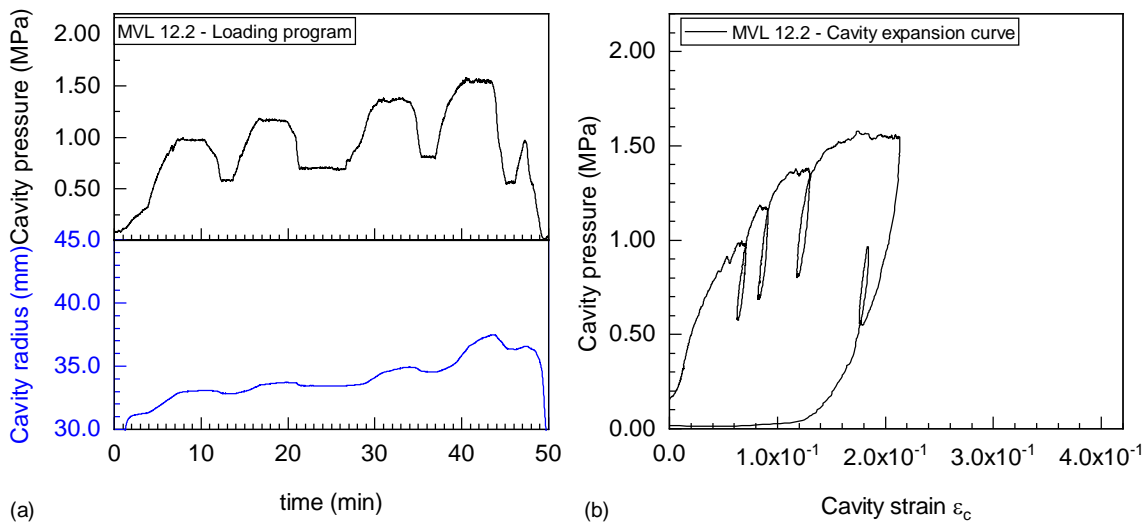 MVL 12.2 - Loading program
Cavity pressure (MPa)
2.00
1.50
1.00
0.50
Cavity radius (mm)
45.0
40.0
35.0
30.0
0 10 20 30 40 50
time (min)
(a)
MVL 12.2 - Cavity expansion curve
Cavity pressure (MPa)
2.00
1.50
1.00
0.50
0.00
0.0 1.0x10⁻¹ 2.0x10⁻¹ 3.0x10⁻¹ 4.0x10⁻¹
Cavity strain εc
(b)